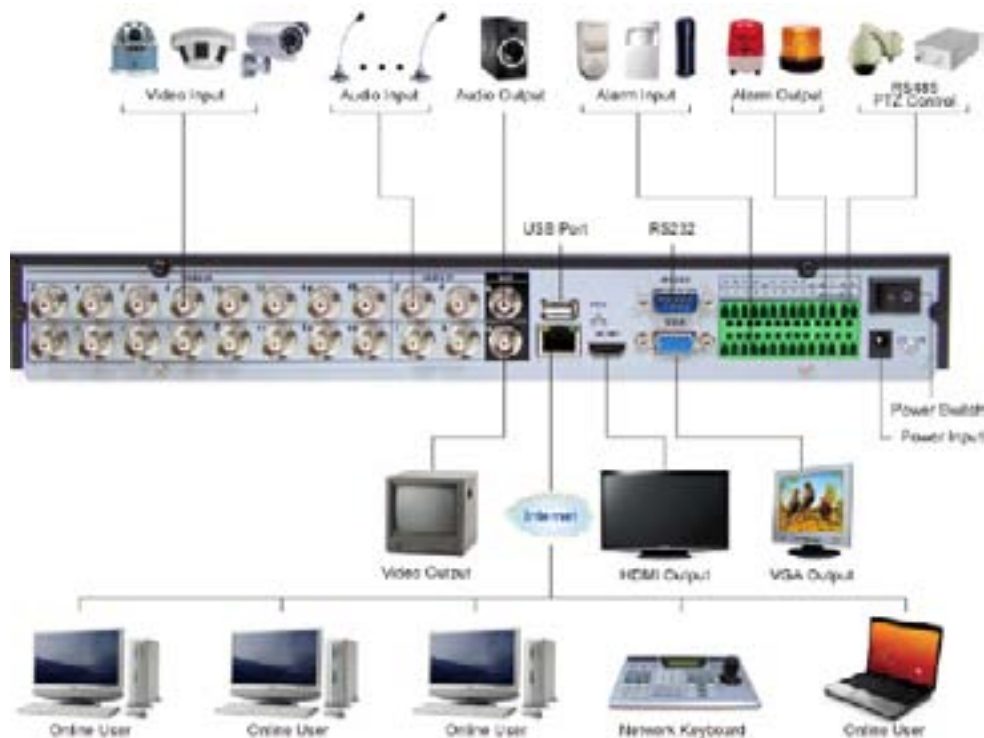 Video Input
Audio Input
Audio Output
Alarm Input
Alarm Output
RS485
PTZ Control
USB Port
RS232
VGA
Power Switch
Power Input
Internet
Video Output
HDMI Output
VGA Output
Online User
Online User
Online User
Network Keyboard
Online User